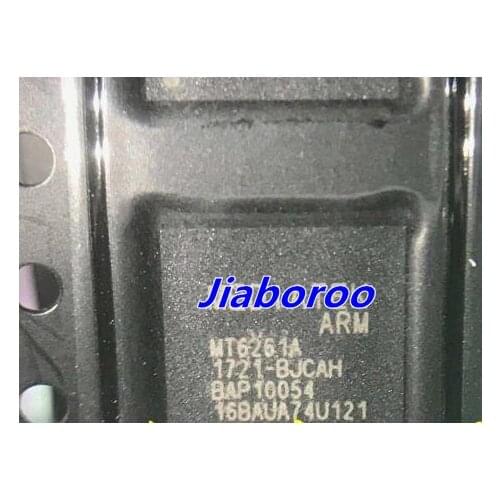 Jiaboroo
ARM
MT6261A
1721-BJCAH
BAP10054
16BAUA74U121